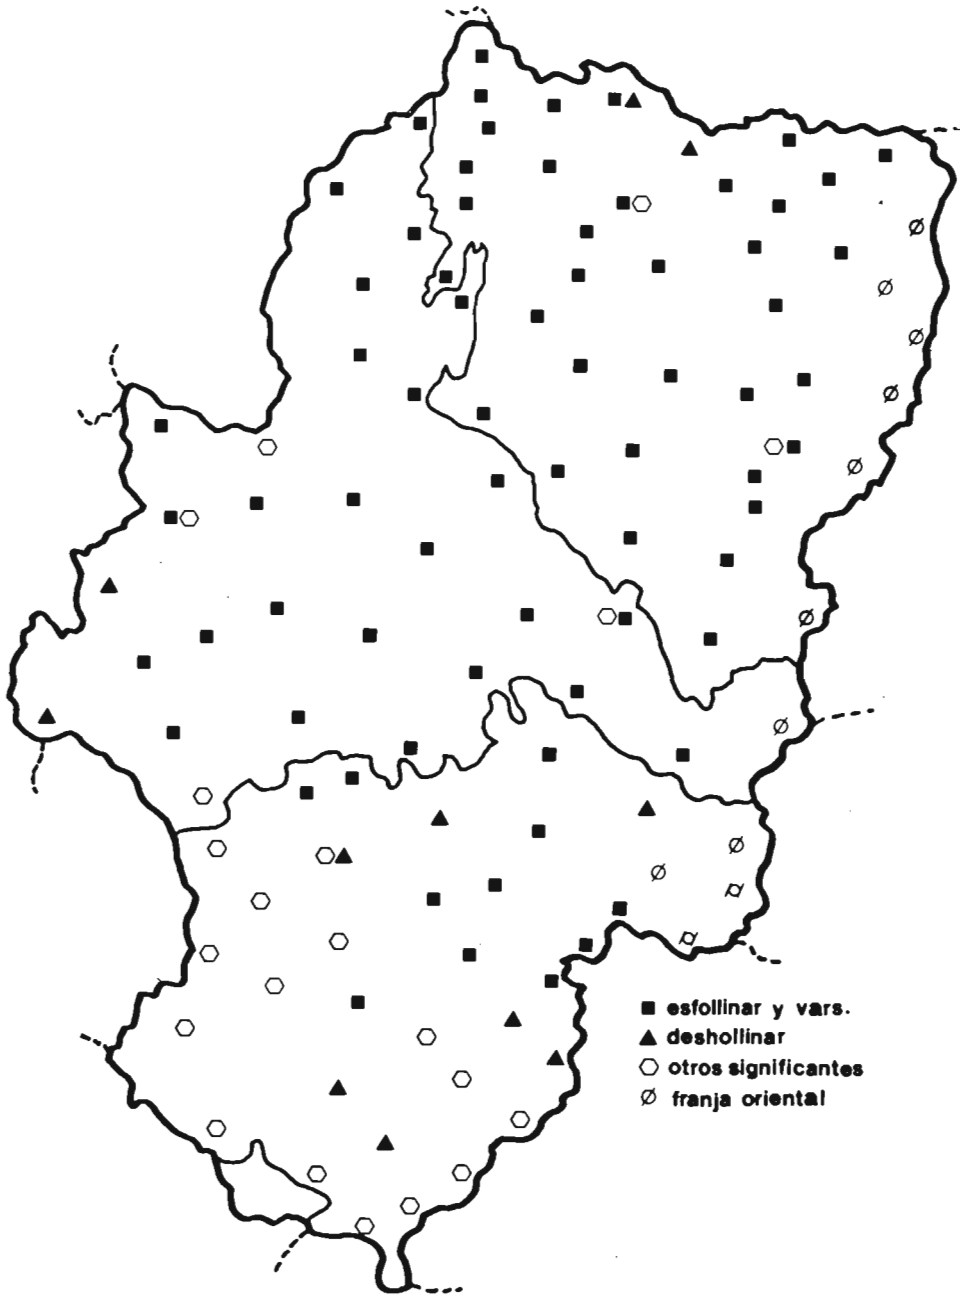 esfollinar y vars.
deshollinar
otros significantes
franja oriental